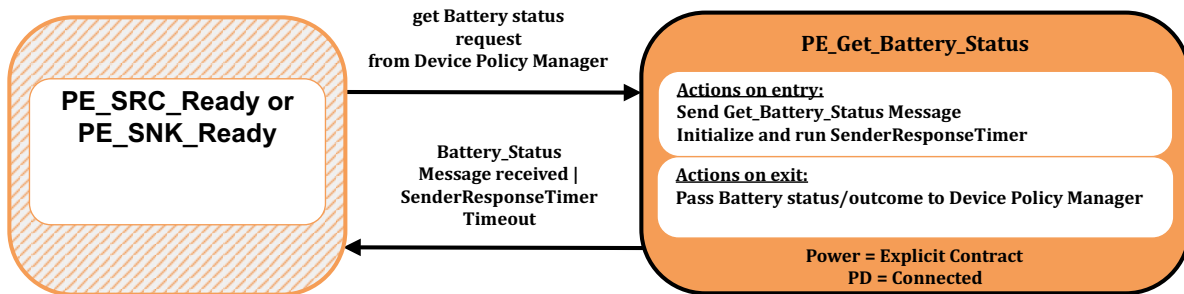 PE_SRC_Ready or
PE_SNK_Ready
get Battery status
request
from Device Policy Manager
Battery_Status
Message received |
SenderResponseTimer
Timeout
PE_Get_Battery_Status
Actions on entry:
Send Get_Battery_Status Message
Initialize and run SenderResponseTimer
Actions on exit:
Pass Battery status/outcome to Device Policy Manager
Power = Explicit Contract
PD = Connected